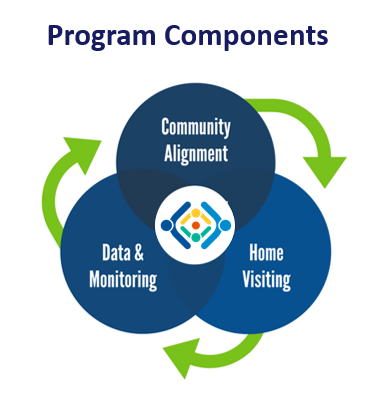 Program Components
Community
Alignment
Data &
Monitoring
Home
Visiting